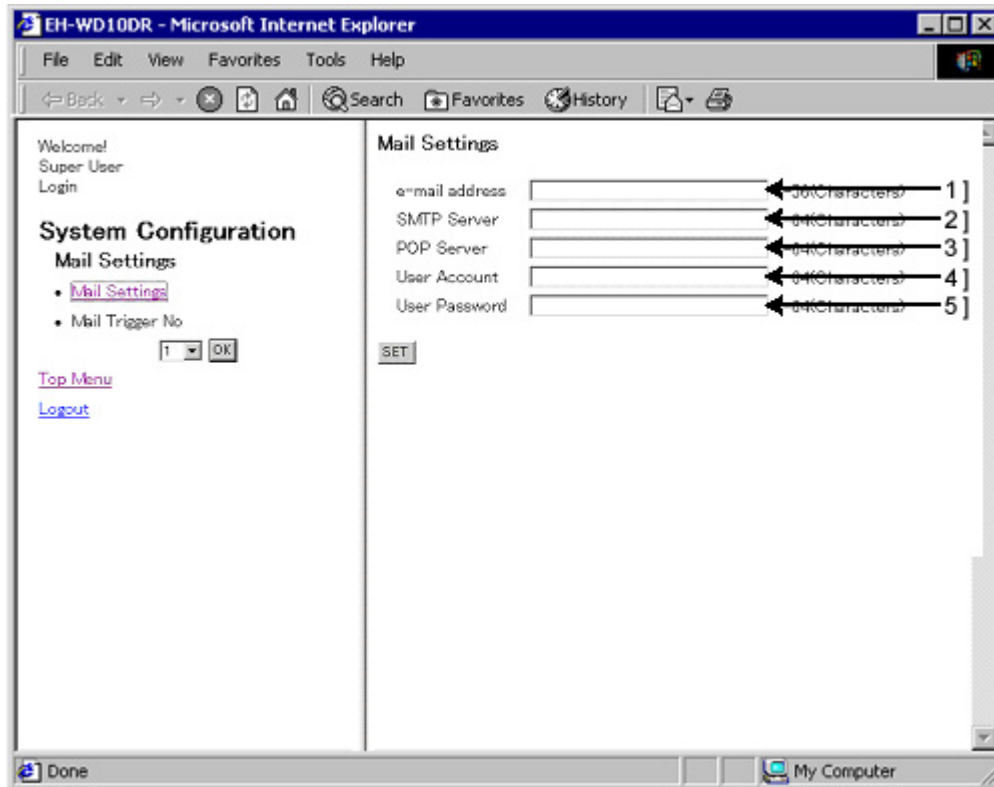 EH-WD10DR - Microsoft Internet Explorer
File Edit View Favorites Tools Help
Back Search Favorites History
Welcome!
Super User
Login
System Configuration
Mail Settings
• Mail Settings
• Mail Trigger No
1 OK
Top Menu
Logout
Mail Settings
e-mail address 1]
SMTP Server 2]
POP Server 3]
User Account 4]
User Password 5]
SET
Done My Computer